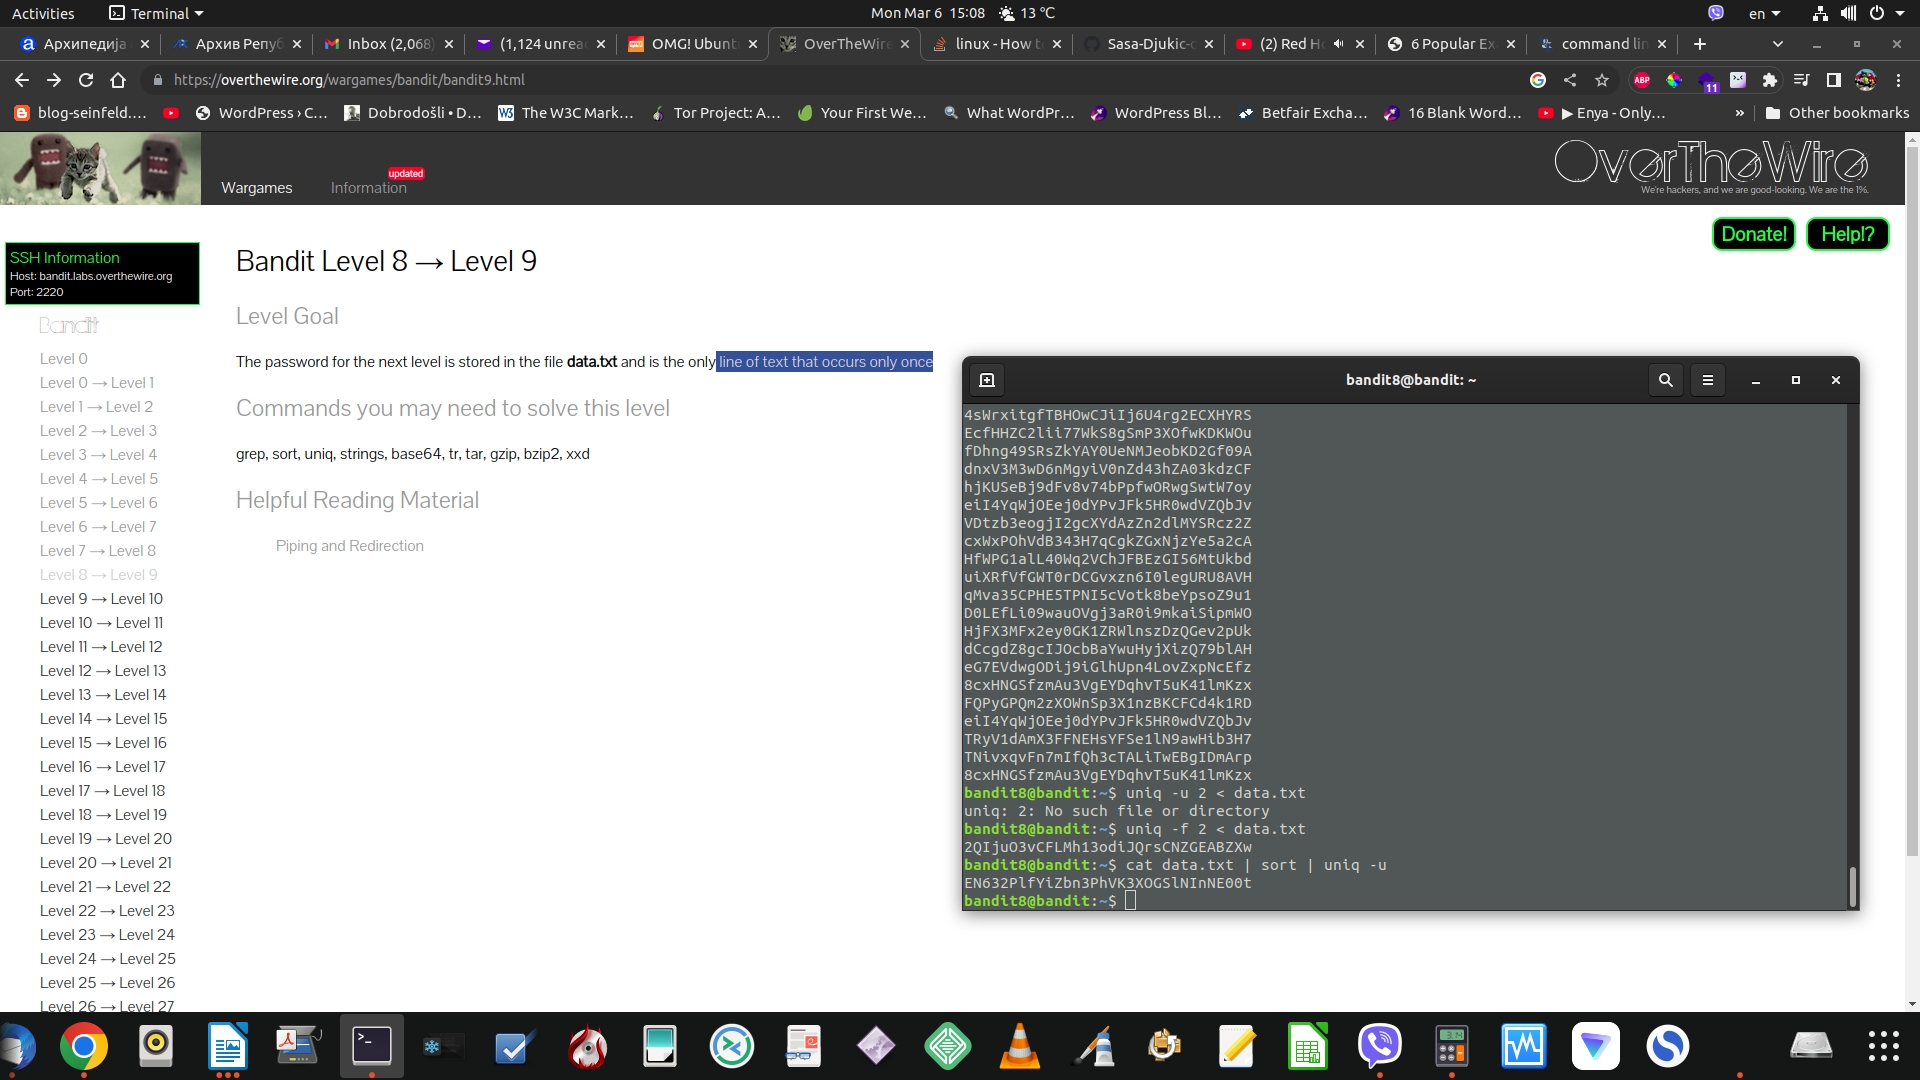 Activities
Terminal
Mon Mar 6 15:08
13 °C
en
Архипедија
Архив Репуб
Inbox (2,068)
(1,124 unrea
OMG! Ubunt
OverTheWire
linux - How t
Sasa-Djukic-
(2) Red H
6 Popular Ex
command lin
https://overthewire.org/wargames/bandit/bandit9.html
ABP
11
blog-seinfeld....
WordPress › C...
Dobrodošli • D...
The W3C Mark...
Tor Project: A...
Your First We...
What WordPr...
WordPress Bl...
Betfair Excha...
16 Blank Word...
▶ Enya - Only...
»
Other bookmarks
Wargames
Information
updated
OverTheWire
We're hackers, and we are good-looking. We are the 1%.
Donate!
Help!?
SSH Information
Host: bandit.labs.overthewire.org
Port: 2220
Bandit
Level 0
Level 0 → Level 1
Level 1 → Level 2
Level 2 → Level 3
Level 3 → Level 4
Level 4 → Level 5
Level 5 → Level 6
Level 6 → Level 7
Level 7 → Level 8
Level 8 → Level 9
Level 9 → Level 10
Level 10 → Level 11
Level 11 → Level 12
Level 12 → Level 13
Level 13 → Level 14
Level 14 → Level 15
Level 15 → Level 16
Level 16 → Level 17
Level 17 → Level 18
Level 18 → Level 19
Level 19 → Level 20
Level 20 → Level 21
Level 21 → Level 22
Level 22 → Level 23
Level 23 → Level 24
Level 24 → Level 25
Level 25 → Level 26
Level 26 → Level 27
Bandit Level 8 → Level 9
Level Goal
The password for the next level is stored in the file data.txt and is the only line of text that occurs only once
Commands you may need to solve this level
grep, sort, uniq, strings, base64, tr, tar, gzip, bzip2, xxd
Helpful Reading Material
Piping and Redirection
bandit8@bandit: ~
4sWrxitgfTBHOwCJiIj6U4rg2ECXHYRS
EcfHHZC2lii77WkS8gSmP3XOfwKDKWOu
fDhng49SRsZkYAY0UeNMJeobKD2Gf09A
dnxV3M3wD6nMgyiV0nZd43hZA03kdzCF
hjKUSeBj9dFv8v74bPpfwORwgSwtW7oy
eiI4YqWjOEej0dYPvJFk5HR0wdVZQbJv
VDtzb3eogjI2gcXYdAzZn2dlMYSRcz2Z
cxWxPOhVdB343H7qCgkZGxNjzYe5a2cA
HfWPG1alL40Wq2VChJFBEzGI56MtUkbd
uiXRfVfGWT0rDCGvxzn6I0legURU8AVH
qMva35CPHE5TPNI5cVotk8beYpsoZ9u1
D0LEfLi09wauOVgj3aR0i9mkaiSipmWO
HjFX3MFx2ey0GK1ZRWlnszDzQGev2pUk
dCcgdZ8gcIJOcbBaYwuHyjXizQ79blAH
eG7EVdwgODij9iGlhUpn4LovZxpNcEfz
8cxHNGSfzmAu3VgEYDqhvT5uK41lmKzx
FQPyGPQm2zXOWnSp3X1nzBKCFCd4k1RD
eiI4YqWjOEej0dYPvJFk5HR0wdVZQbJv
TRyV1dAmX3FFNEHsYFSe1lN9awHib3H7
TNivxqvFn7mIfQh3cTALiTwEBgIDmArp
8cxHNGSfzmAu3VgEYDqhvT5uK41lmKzx
bandit8@bandit:~$ uniq -u 2 < data.txt
uniq: 2: No such file or directory
bandit8@bandit:~$ uniq -f 2 < data.txt
2QIjuO3vCFLMh13odiJQrsCNZGEABZXw
bandit8@bandit:~$ cat data.txt | sort | uniq -u
EN632PlfYiZbn3PhVK3XOGSlNInNE00t
bandit8@bandit:~$